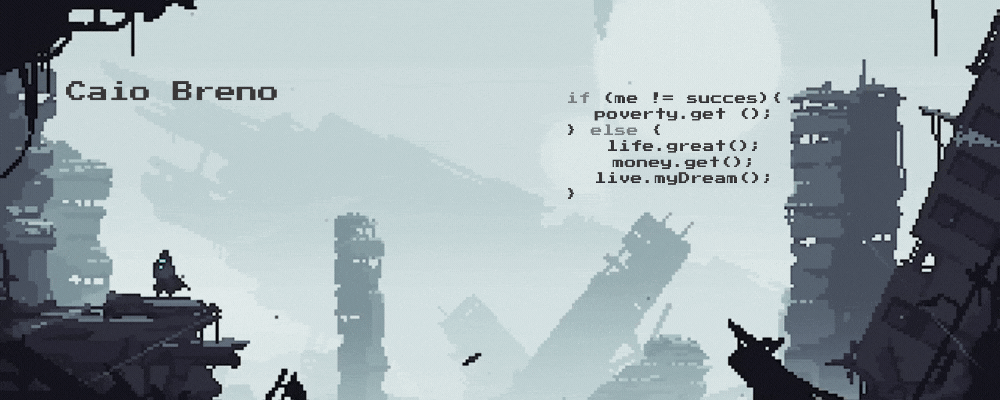 Caio Breno
if (me != succes){
poverty.get ();
} else {
life.great();
money.get();
live.myDream();
}